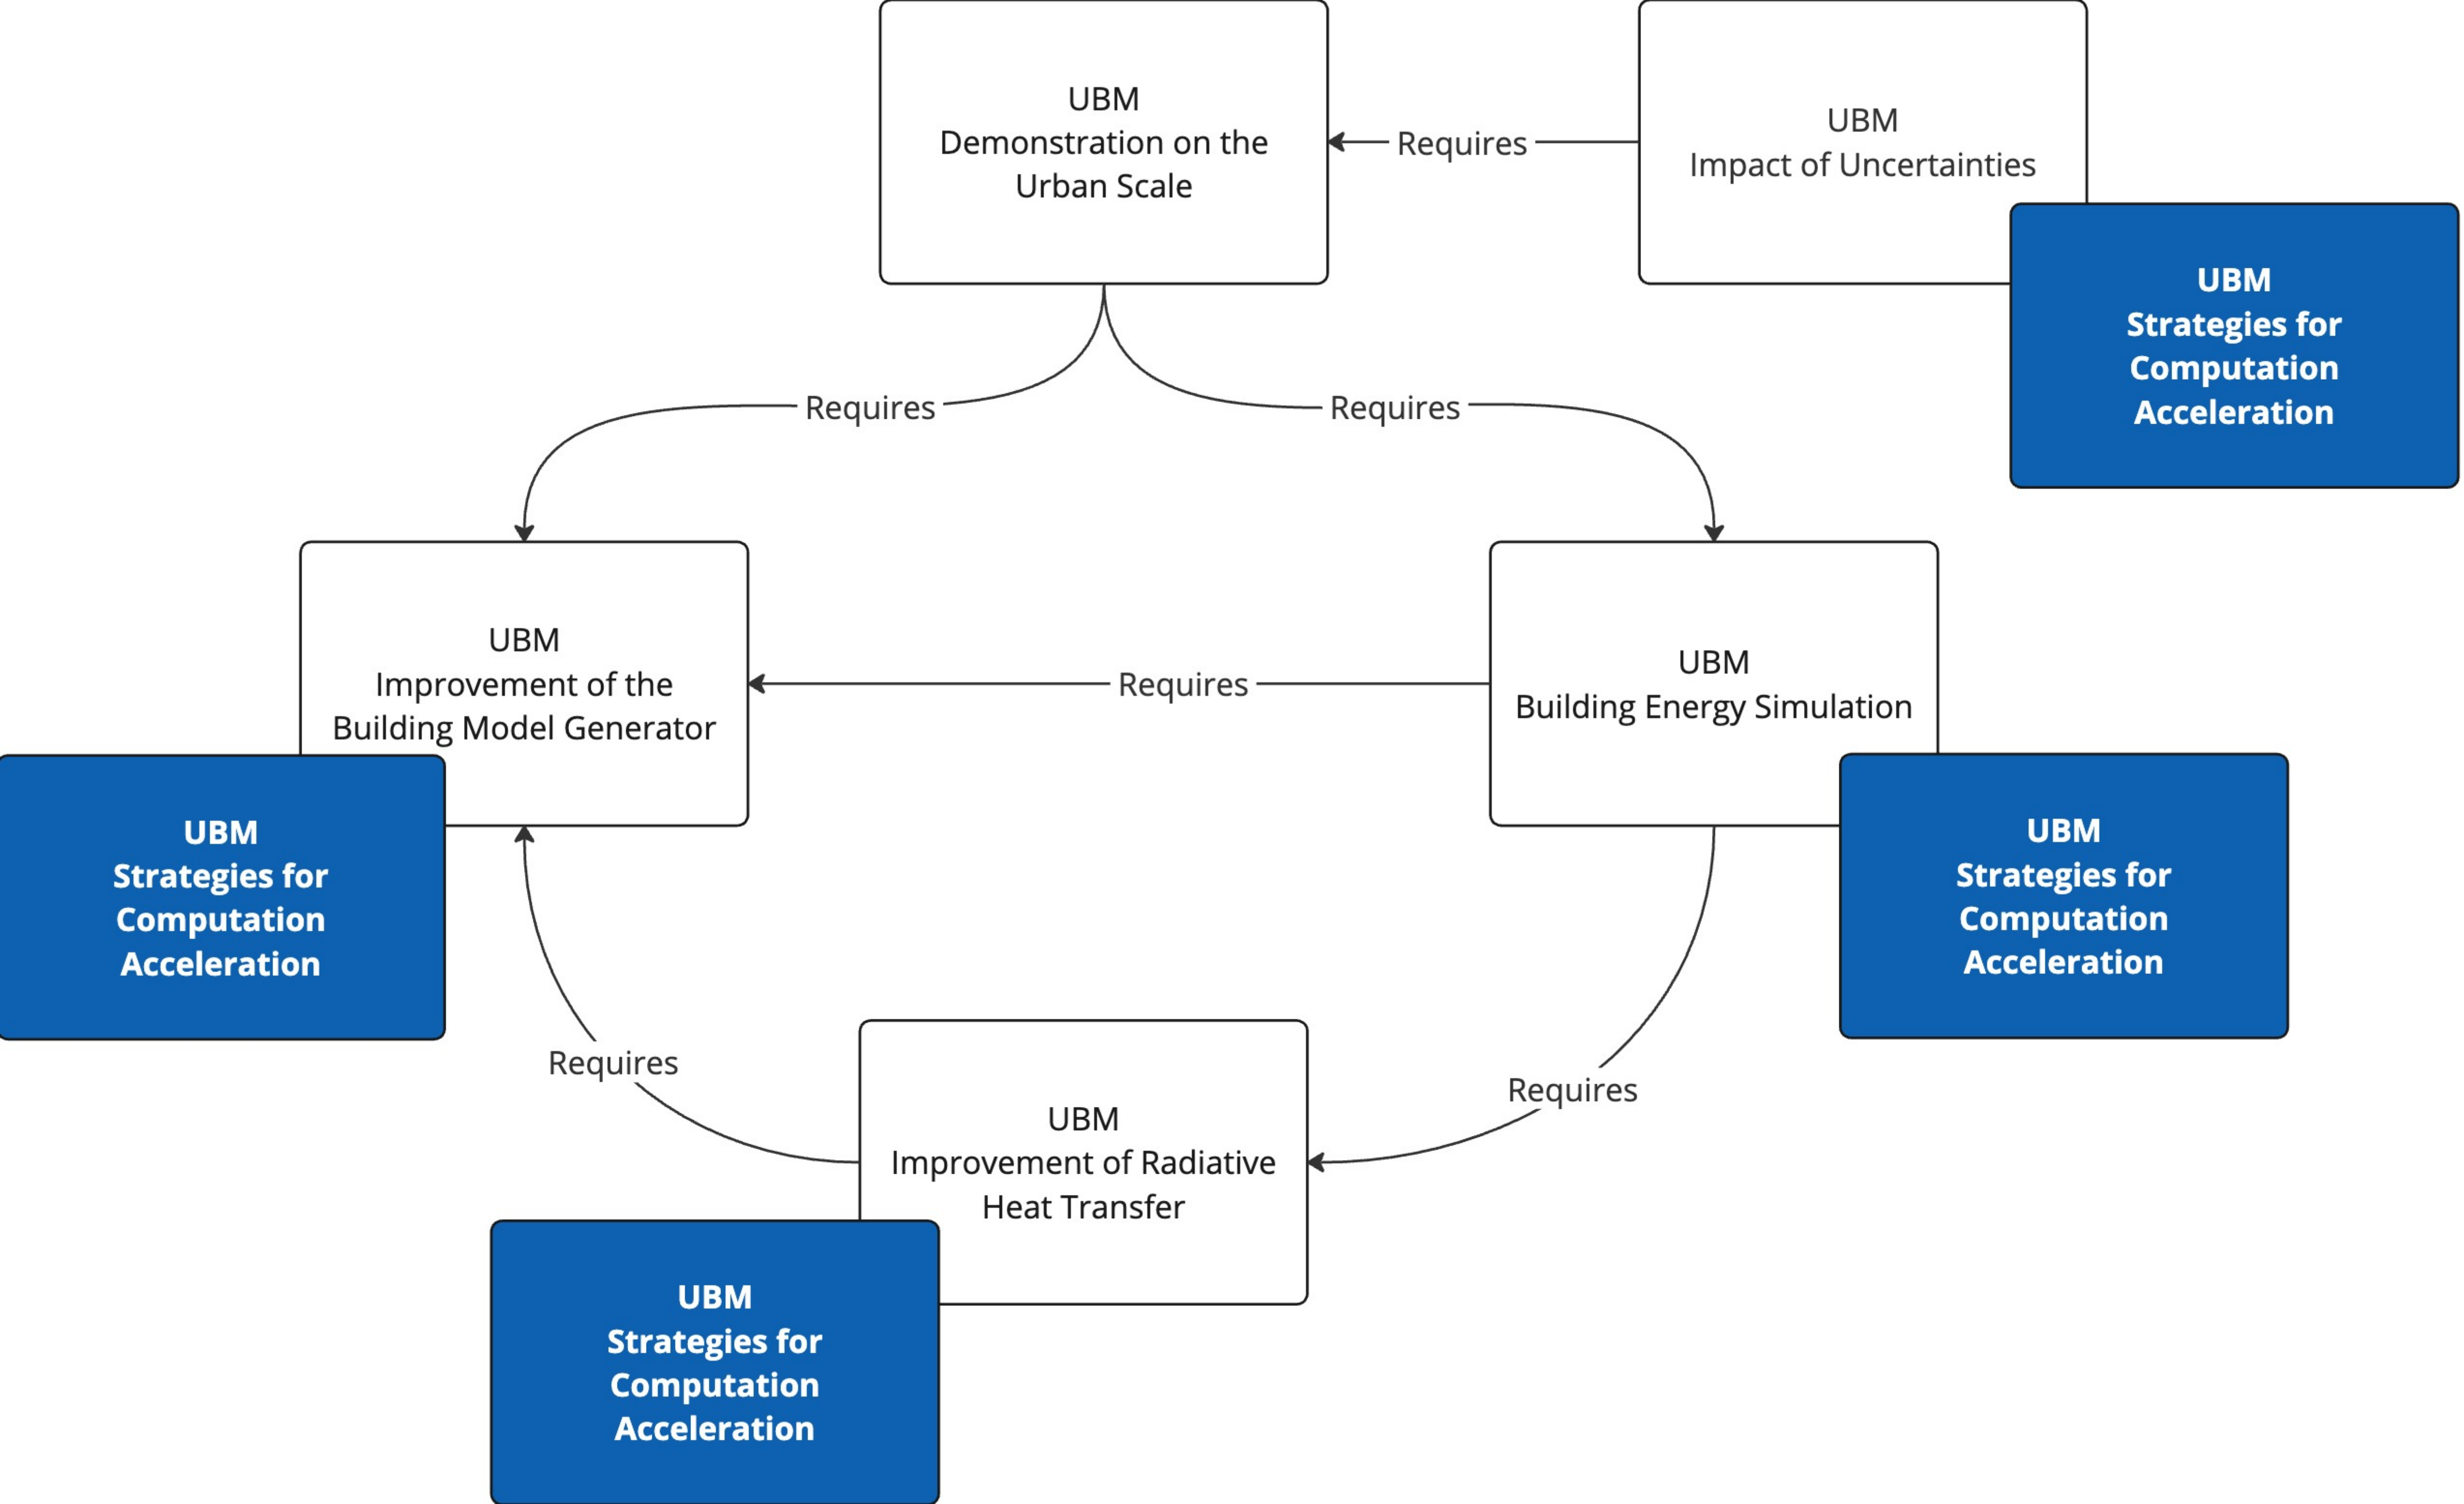 UBM
Demonstration on the
Urban Scale
Requires
UBM
Impact of Uncertainties
UBM
Strategies for
Computation
Acceleration
Requires
Requires
UBM
Improvement of the
Building Model Generator
Requires
UBM
Building Energy Simulation
UBM
Strategies for
Computation
Acceleration
UBM
Strategies for
Computation
Acceleration
Requires
Requires
UBM
Improvement of Radiative
Heat Transfer
UBM
Strategies for
Computation
Acceleration